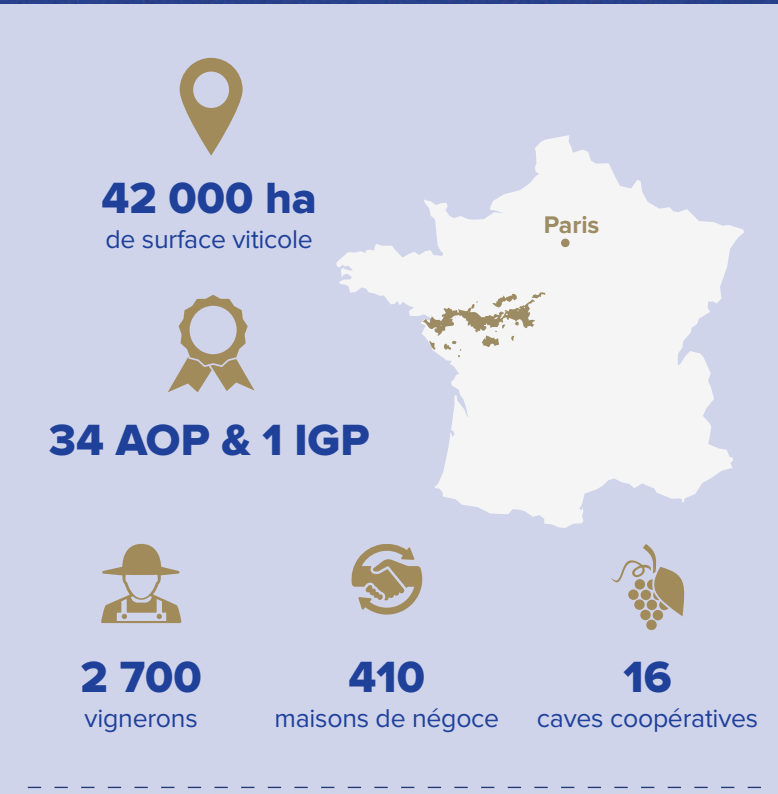 42 000 ha
de surface viticole
Paris
34 AOP & 1 IGP
2 700
vignerons
410
maisons de négoce
16
caves coopératives